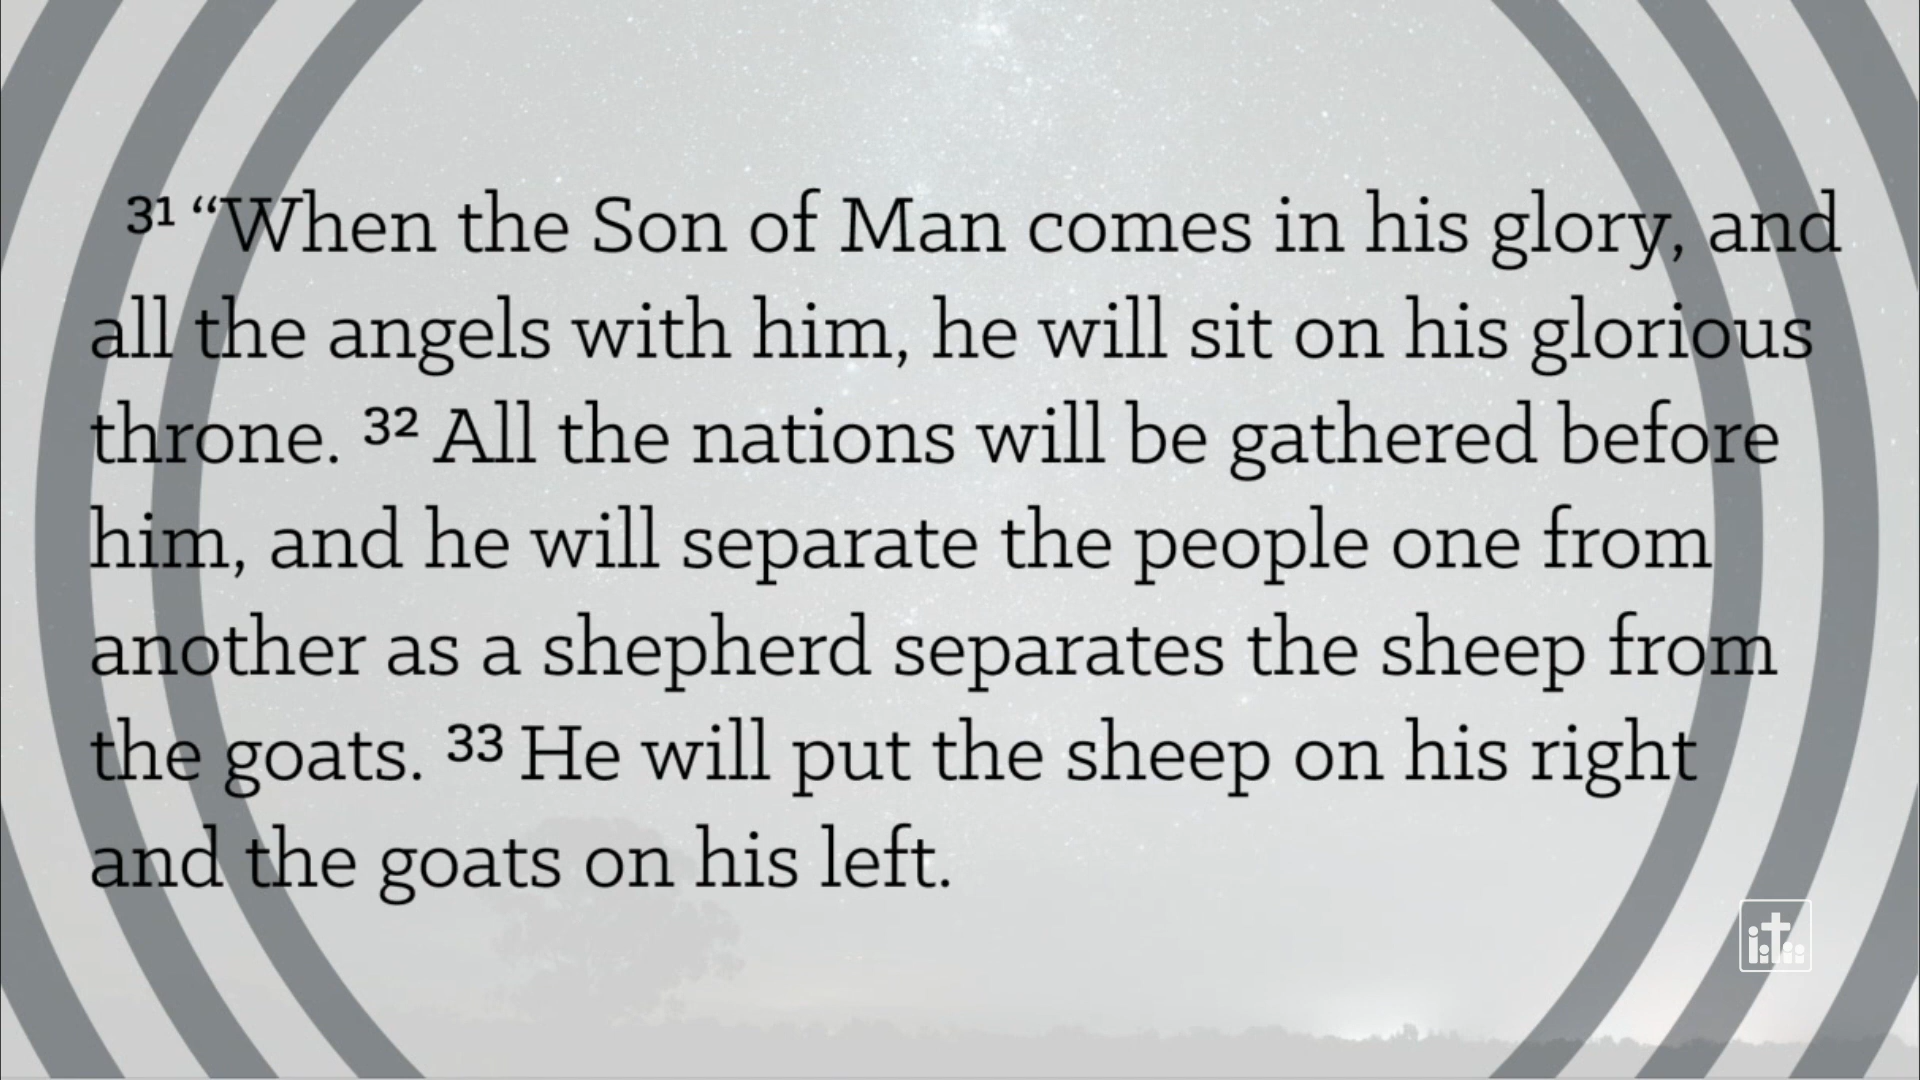 ³¹ “When the Son of Man comes in his glory, and
all the angels with him, he will sit on his glorious
throne. ³² All the nations will be gathered before
him, and he will separate the people one from
another as a shepherd separates the sheep from
the goats. ³³ He will put the sheep on his right
and the goats on his left.